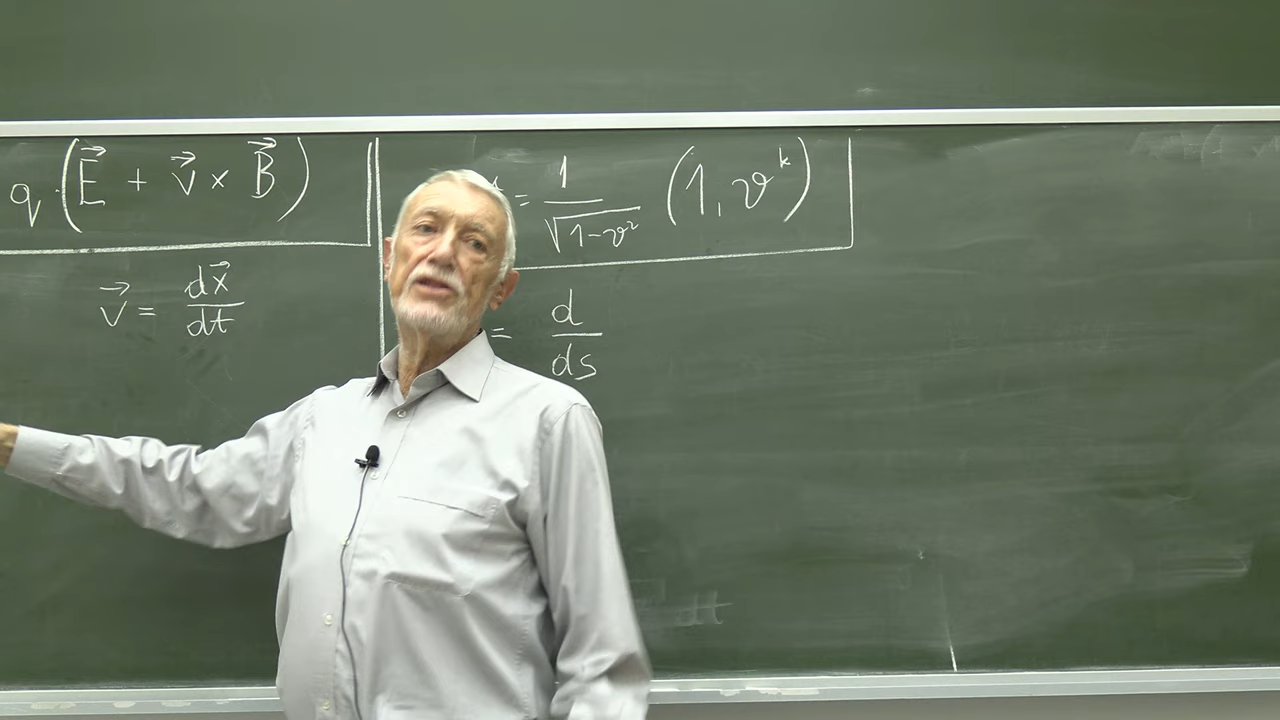 q (E⃗ + v⃗ × B⃗)
v⃗ = dx⃗/dt
= 1/√(1-v²) (1, v^k)
= d/ds